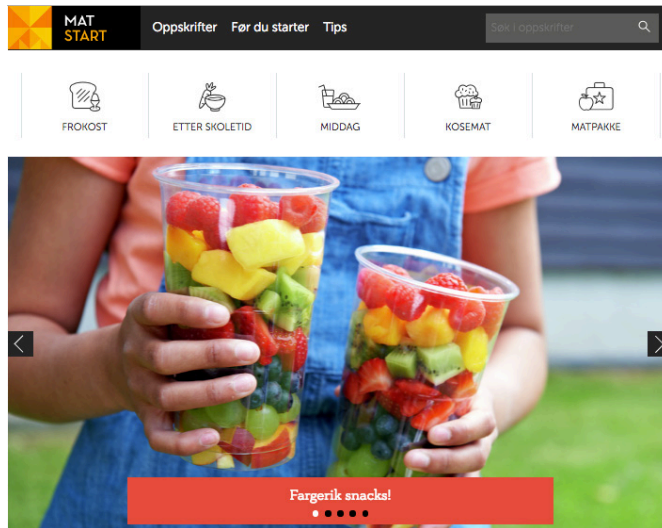 MAT
START
Oppskrifter Før du starter Tips
Søk i oppskrifter
FROKOST
ETTER SKOLETID
MIDDAG
KOSEMAT
MATPAKKE
Fargerik snacks!